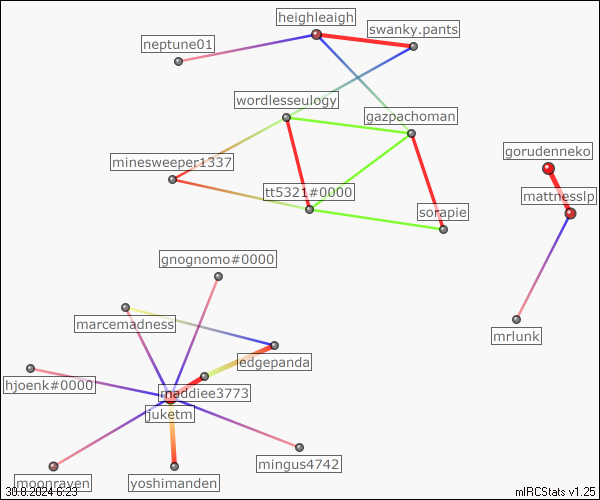 heighleaigh
swanky.pants
neptune01
wordlesseulogy
gazpachoman
gorudenneko
minesweeper1337
tt5321#0000
mattnesslp
sorapie
gnognomo#0000
marcemadness
mrlunk
edgepanda
hjoenk#0000
maddiee3773
juketm
mingus4742
moonraven
yoshimanden
30.8.2024 6:23
mIRCStats v1.25